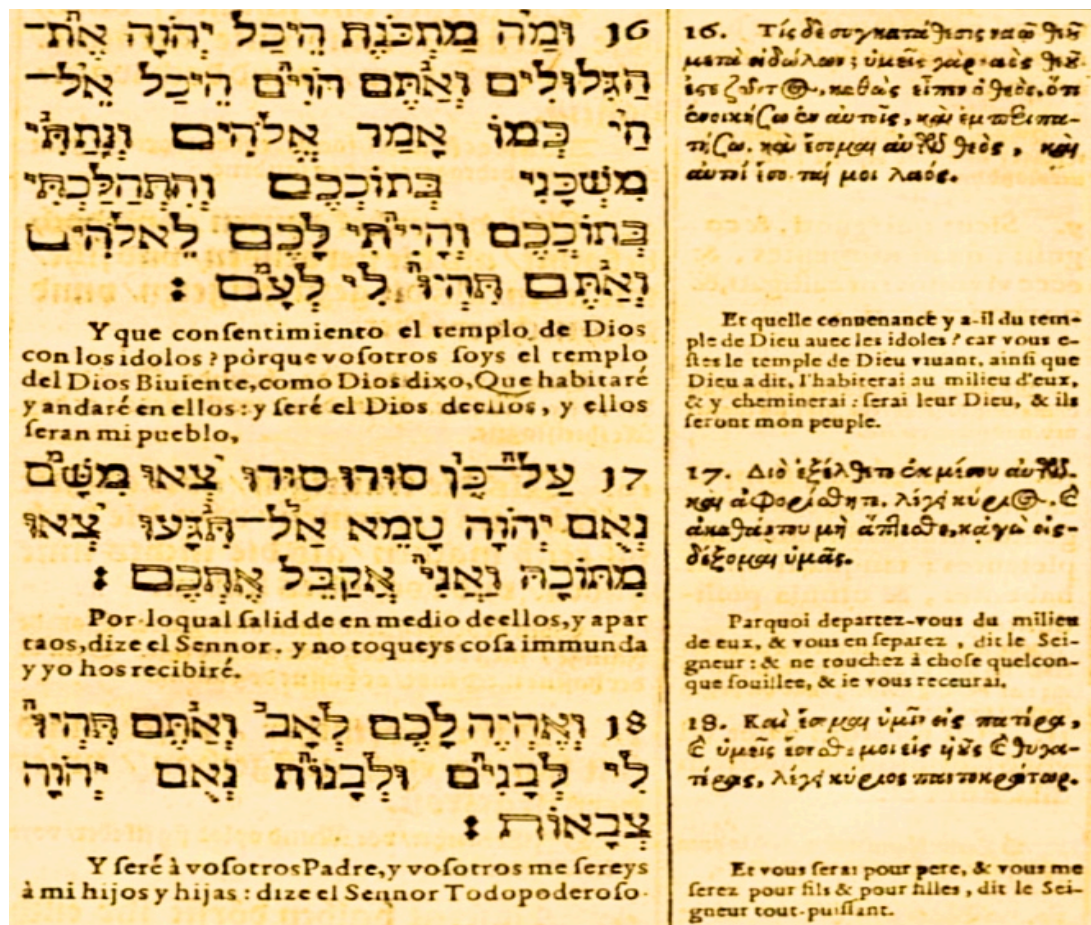 16 וּמַה מַתְכֹּנֶת הֵיכַל יְהֹוָה אֶת־
הַגִּלּוּלִים וְאַתֶּם הֹוִיִם הֵיכַל אֵל־
חַי כְּמוֹ אָמַר אֱלֹהִים וְנָתַתִּי
מִשְׁכָּנִי בְּתוֹכְכֶם וְהִתְהַלַּכְתִּי
בְּתוֹכֲכֶם וְהָיִיתִי לָכֶם לֵאלֹהִים
וְאַתֶּם תִּהְיוּ לִי לְעָם :
Y que conſentimiento el templo de Dios
con los idolos ? pórque voſotros ſoys el templo
del Dios Biuiente, como Dios dixo, Que habitaré
y andaré en ellos : y ſeré el Dios deellos, y ellos
ſeran mi pueblo,
17 עַל־כֵּן סוּרוּ סוּרוּ צְאוּ מִשָּׁם
נְאֻם יְהֹוָה טָמֵא אַל־תִּגָּעוּ צְאוּ
מִתּוֹכָהּ וַאֲנִי אֲקַבֵּל אֶתְכֶם :
Por loqual ſalid de en medio deellos, y apar
taos, dize el Sennor. y no toqueys coſa immunda
y yo hos recibiré.
18 וְאֶהְיֶה לָכֶם לְאָב וְאַתֶּם תִּהְיוּ
לִי לְבָנִים וְלְבָנוֹת נְאֻם יְהֹוָה
צְבָאוֹת :
Y ſeré à voſotros Padre, y voſotros me ſereys
à mi hijos y hijas : dize el Sennor Todopoderoso.
16. Τίς δὲ συγκατάθεσις ναῷ θεοῦ
μετὰ εἰδώλων; ὑμεῖς γὰρ ναὸς θεοῦ
ἐστε ζῶντος, καθὼς εἶπεν ὁ θεὸς, ὅτι
ἐνοικήσω ἐν αὐτοῖς, καὶ ἐμπεριπα-
τήσω. καὶ ἔσομαι αὐτῶν θεὸς, καὶ
αὐτοί ἔσονταί μοι λαός.
Et quelle conuenance y a-il du tem-
ple de Dieu auec les idoles ? car vous e-
ſtes le temple de Dieu viuant, ainſi que
Dieu a dit, I'habiterai au milieu d'eux,
& y cheminerai : ſerai leur Dieu, & ils
ſeront mon peuple.
17. Διὸ ἐξέλθετε ἐκ μέσου αὐτῶν.
καὶ ἀφορίσθητε, λέγει κύριος. καὶ
ἀκαθάρτου μὴ ἅπτεσθε, κἀγὼ εἰς-
δέξομαι ὑμᾶς.
Parquoi departez-vous du milieu
de eux, & vous en ſeparez , dit le Sei-
gneur : & ne touchez à choſe quelcon-
que ſouillee, & ie vous receurai.
18. Καὶ ἔσομαι ὑμῖν εἰς πατέρα,
καὶ ὑμεῖς ἔσεσθέ μοι εἰς υἱοὺς καὶ θυγα-
τέρας, λέγει κύριος παντοκράτωρ.
Et vous ſerai pour pere, & vous me
ſerez pour fils & pour filles, dit le Sei-
gneur tout-puiſſant.